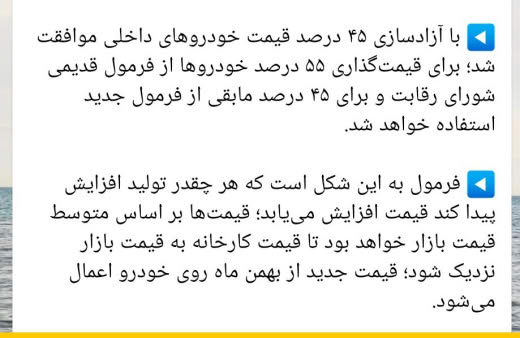 ◀ با آزادسازی ۴۵ درصد قیمت خودروهای داخلی موافقت
شد؛ برای قیمت‌گذاری ۵۵ درصد خودروها از فرمول قدیمی
شورای رقابت و برای ۴۵ درصد مابقی از فرمول جدید
استفاده خواهد شد.
◀ فرمول به این شکل است که هر چقدر تولید افزایش
پیدا کند قیمت افزایش می‌یابد؛ قیمت‌ها بر اساس متوسط
قیمت بازار خواهد بود تا قیمت کارخانه به قیمت بازار
نزدیک شود؛ قیمت جدید از بهمن ماه روی خودرو اعمال
می‌شود.